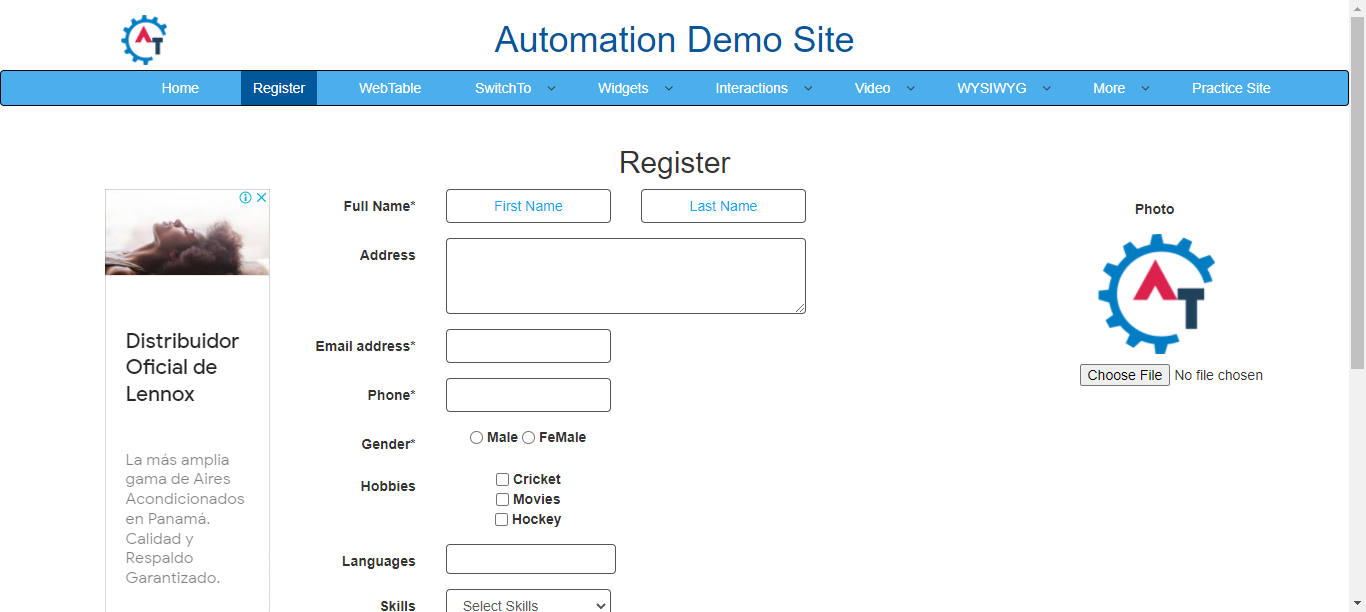 AT
Automation Demo Site
Home Register WebTable SwitchTo Widgets Interactions Video WYSIWYG More Practice Site
Register
Full Name* First Name Last Name
Photo
Address
AT
Email address*
Choose File No file chosen
Phone*
Gender* Male FeMale
Hobbies
Cricket
Movies
Hockey
Languages
Skills Select Skills
Distribuidor
Oficial de
Lennox
La más amplia
gama de Aires
Acondicionados
en Panamá.
Calidad y
Respaldo
Garantizado.